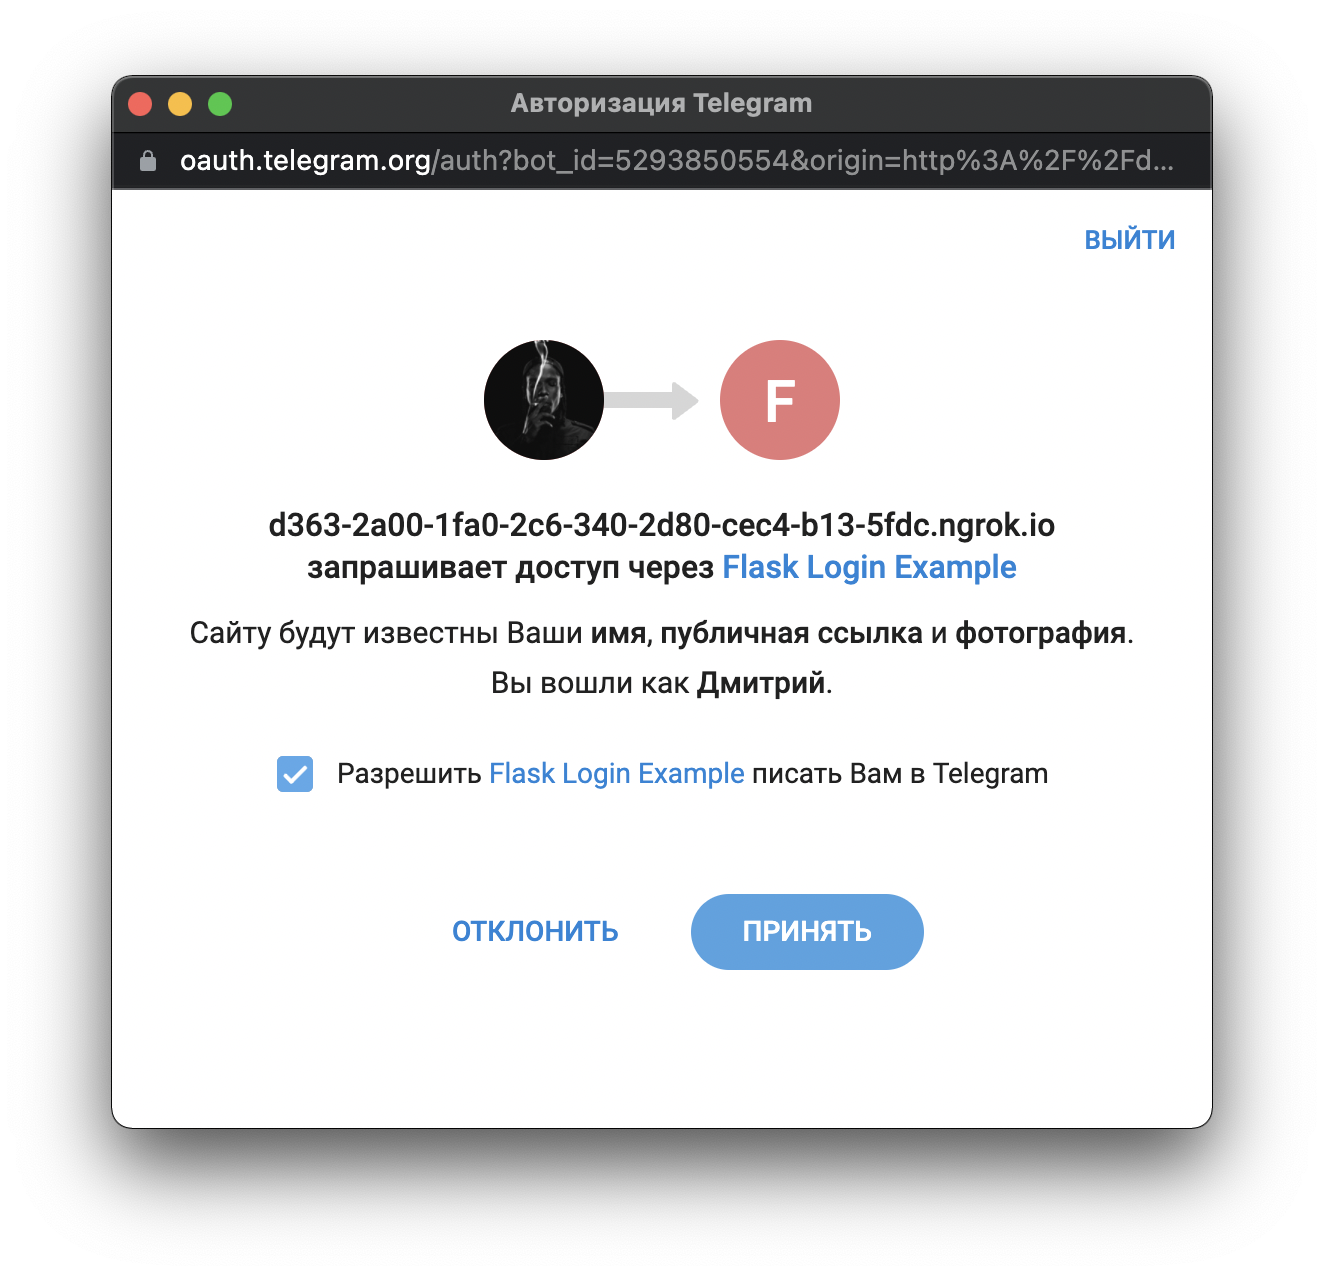 Авторизация Telegram
oauth.telegram.org/auth?bot_id=5293850554&origin=http%3A%2F%2Fd...
ВЫЙТИ
F
d363-2a00-1fa0-2c6-340-2d80-cec4-b13-5fdc.ngrok.io
запрашивает доступ через Flask Login Example
Сайту будут известны Ваши имя, публичная ссылка и фотография.
Вы вошли как Дмитрий.
Разрешить Flask Login Example писать Вам в Telegram
ОТКЛОНИТЬ
ПРИНЯТЬ